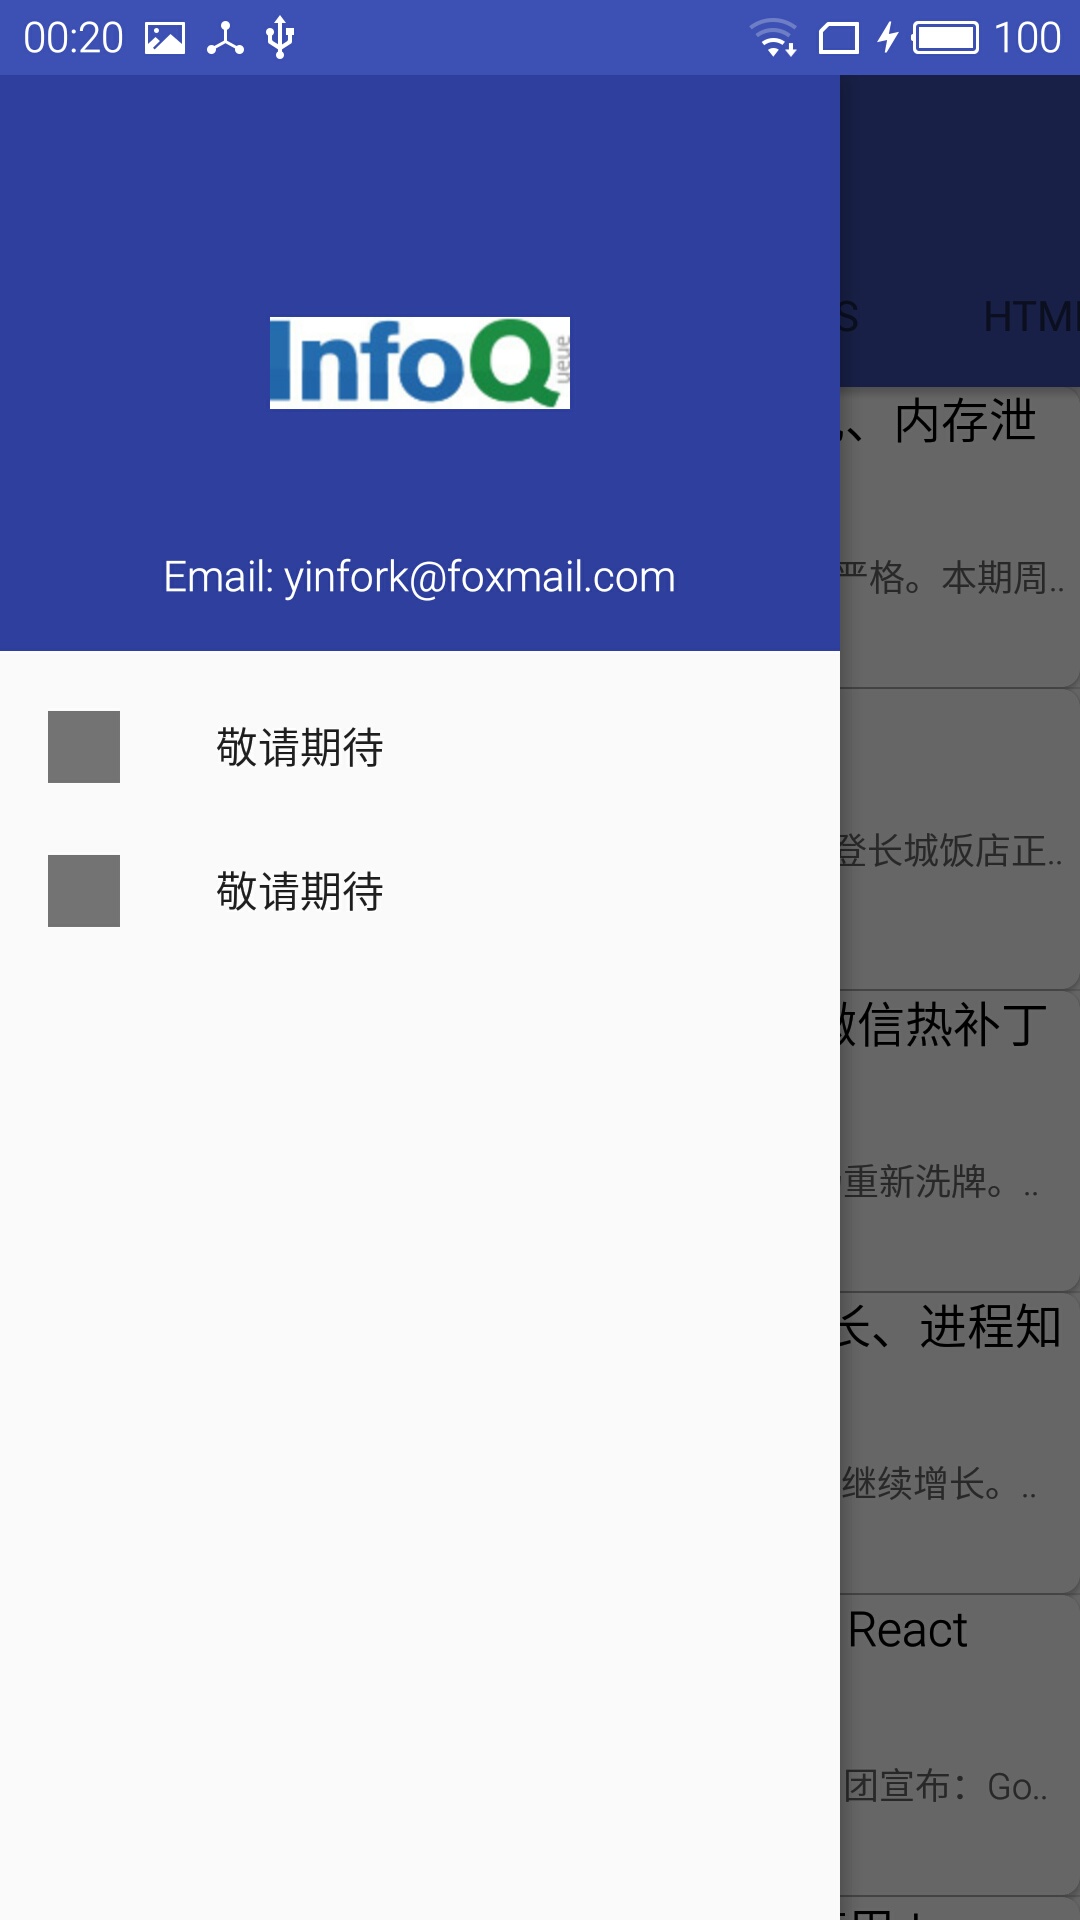 00:20
100
InfoQ
ueue
Email: yinfork@foxmail.com
敬请期待
敬请期待
S
HTM
、内存泄
严格。本期周..
登长城饭店正..
微信热补丁
重新洗牌。..
长、进程知
继续增长。..
React
团宣布：Go..